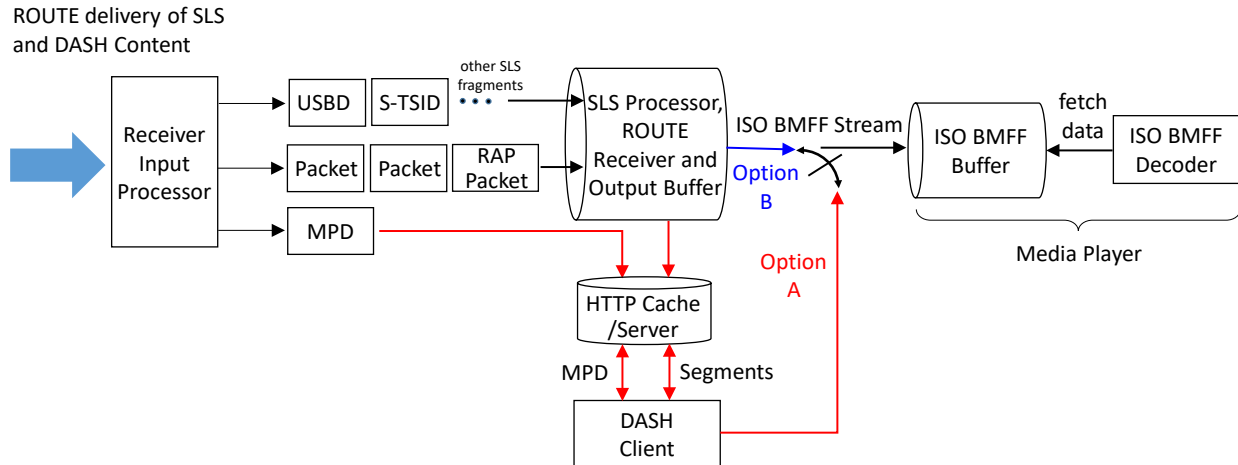 ROUTE delivery of SLS
and DASH Content
Receiver
Input
Processor
USBD
S-TSID
other SLS
fragments
Packet
Packet
RAP
Packet
MPD
SLS Processor,
ROUTE
Receiver and
Output Buffer
ISO BMFF Stream
Option
B
Option
A
ISO BMFF
Buffer
fetch
data
ISO BMFF
Decoder
Media Player
HTTP Cache
/Server
MPD
Segments
DASH
Client